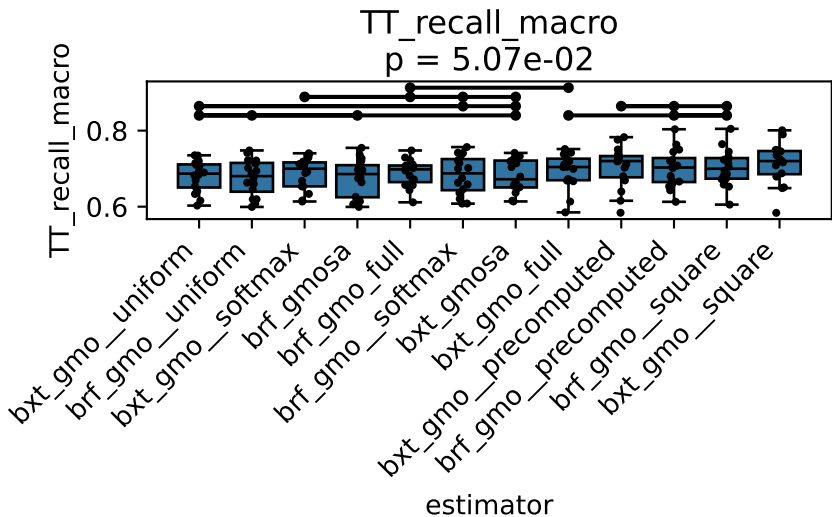 TT_recall_macro
p = 5.07e-02
TT_recall_macro
0.8
0.6
bxt_gmo__uniform
brf_gmo__uniform
bxt_gmo__softmax
brf_gmosa
brf_gmo_full
brf_gmo__softmax
bxt_gmosa
bxt_gmo_full
bxt_gmo__precomputed
brf_gmo__precomputed
brf_gmo__square
bxt_gmo__square
estimator